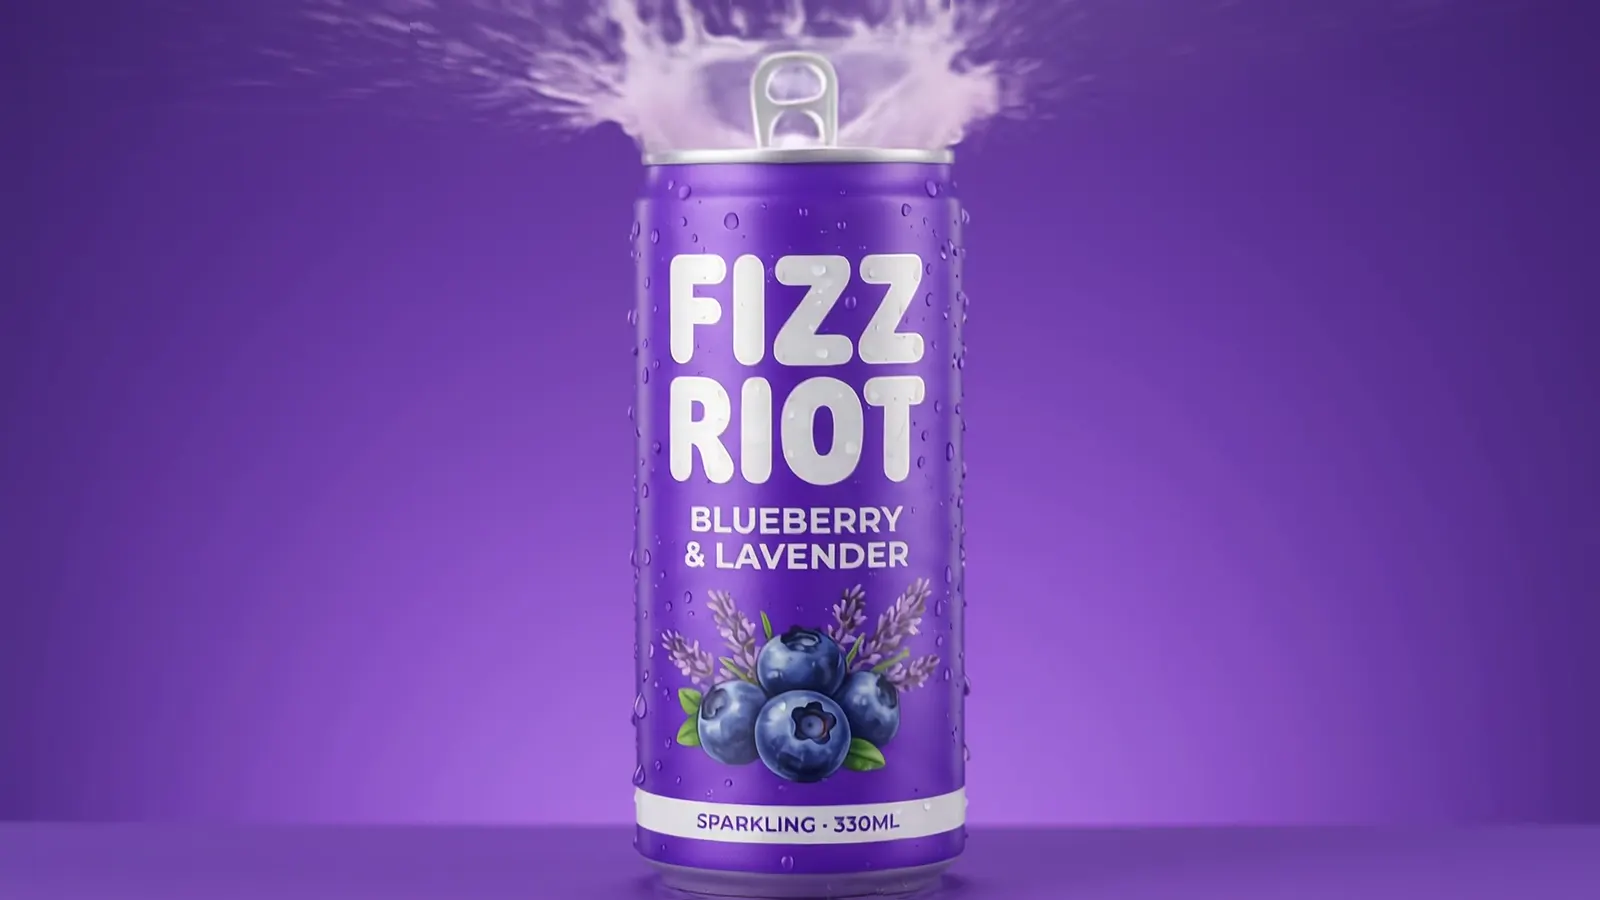 FIZZ
RIOT
BLUEBERRY
& LAVENDER
SPARKLING · 330ML